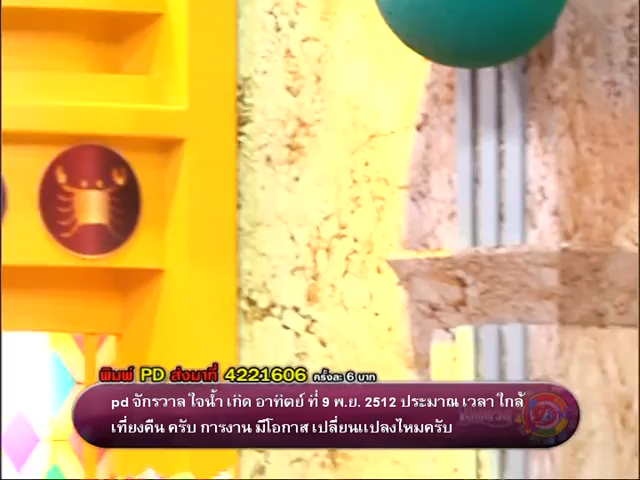 พิมพ์ PD ส่งมาที่ 4221606 ครั้งละ 6 บาท
pd จักรวาล ใจน้ำ เกิด อาทิตย์ ที่ 9 พ.ย. 2512 ประมาณ เวลา ใกล้
เที่ยงคืน ครับ การงาน มีโอกาส เปลี่ยนแปลงไหมครับ